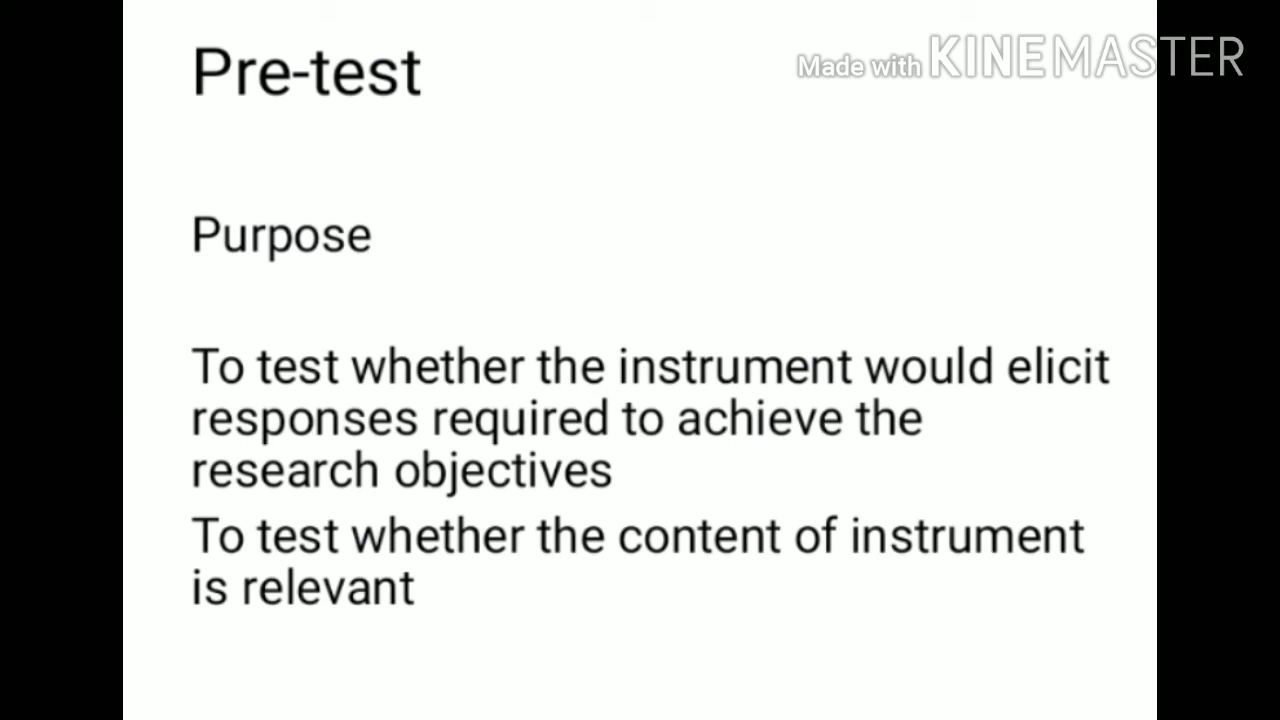 Pre-test
Made with KINEMASTER
Purpose
To test whether the instrument would elicit
responses required to achieve the
research objectives
To test whether the content of instrument
is relevant